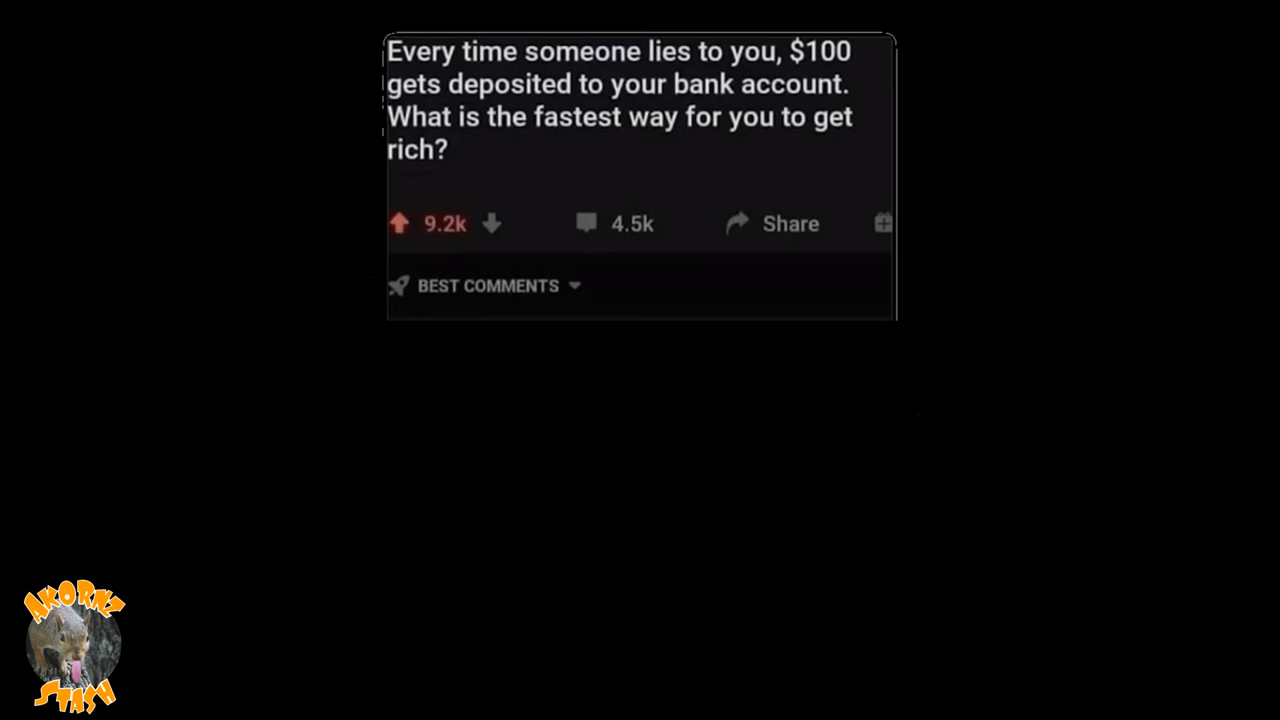 Every time someone lies to you, $100
gets deposited to your bank account.
What is the fastest way for you to get
rich?
9.2k 4.5k Share
BEST COMMENTS
AKORNZ
STASH